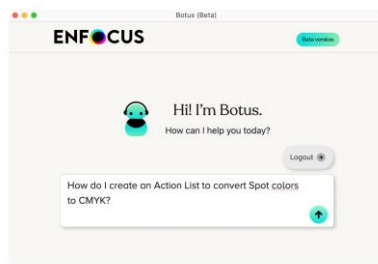 Botus (Beta)
ENFOCUS
Beta version
Hi! I'm Botus.
How can I help you today?
Logout
How do I create an Action List to convert Spot colors
to CMYK?